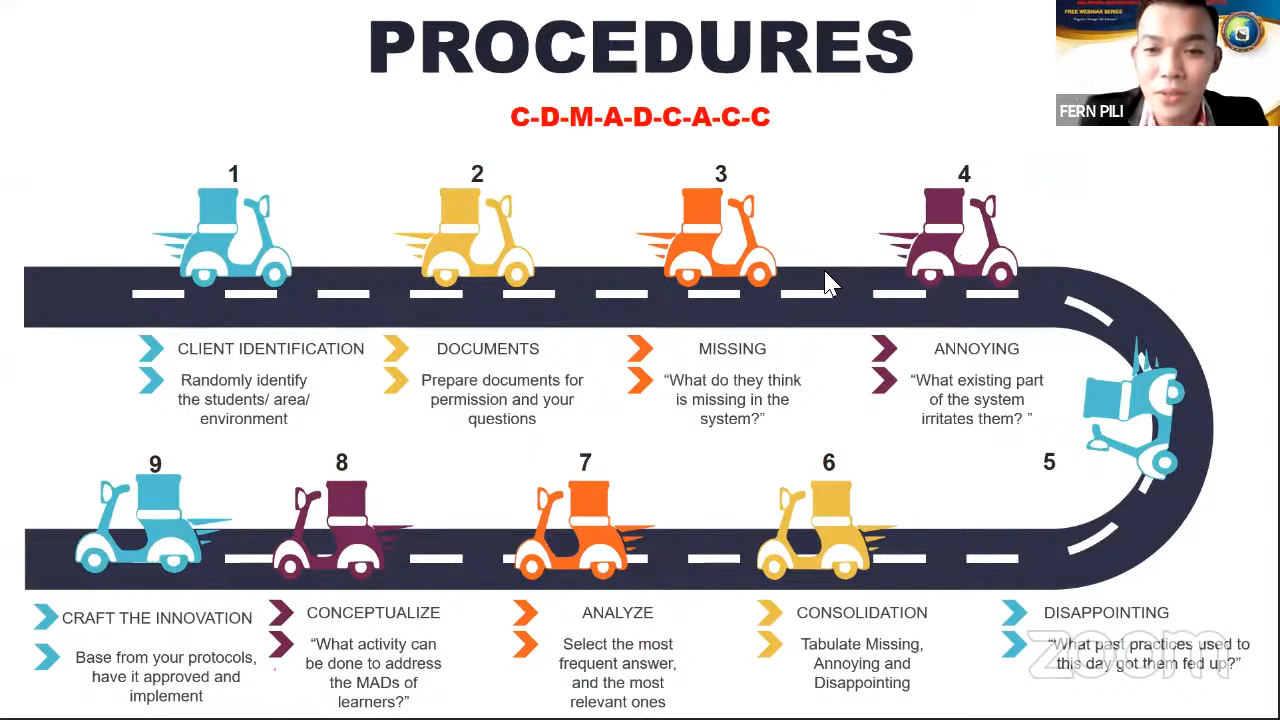 PROCEDURES
C-D-M-A-D-C-A-C-C
FREE WEBINAR SERIES
FERN PILI
1
2
3
4
CLIENT IDENTIFICATION
Randomly identify
the students/ area/
environment
DOCUMENTS
Prepare documents for
permission and your
questions
MISSING
“What do they think
is missing in the
system?”
ANNOYING
“What existing part
of the system
irritates them? ”
5
DISAPPOINTING
“What past practices used to
this day got them fed up?”
6
CONSOLIDATION
Tabulate Missing,
Annoying and
Disappointing
7
ANALYZE
Select the most
frequent answer,
and the most
relevant ones
8
CONCEPTUALIZE
“What activity can
be done to address
the MADs of
learners?”
9
CRAFT THE INNOVATION
Base from your protocols,
have it approved and
implement
zoom